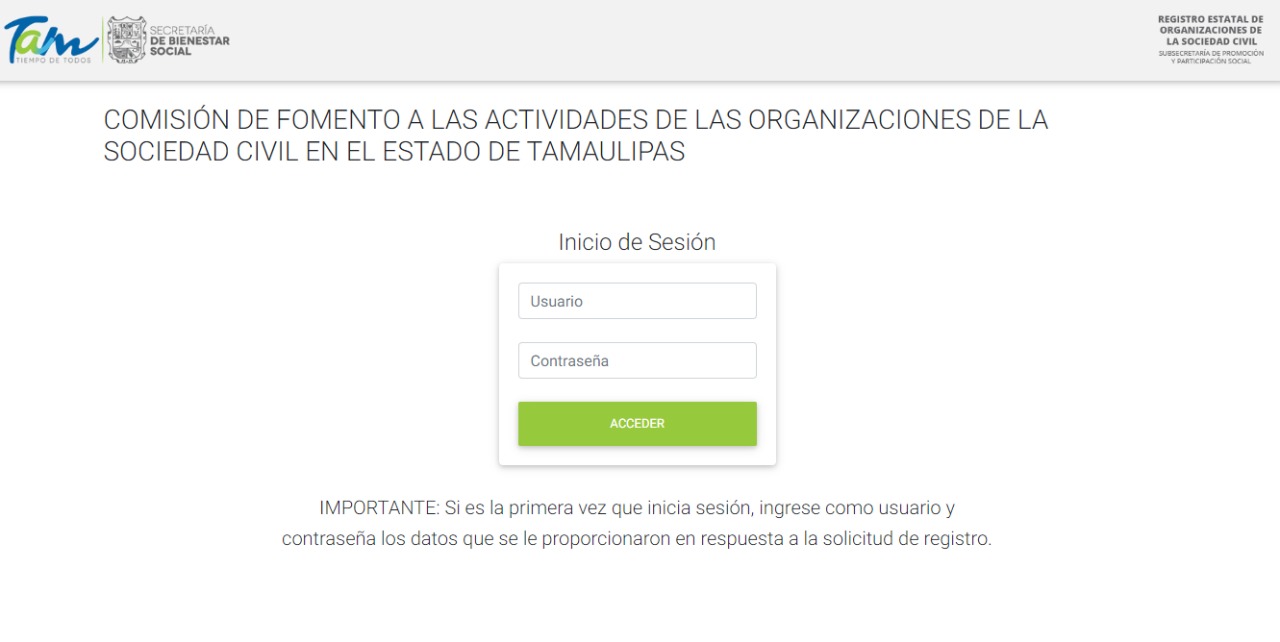 Tam
TIEMPO DE TODOS
SECRETARÍA
DE BIENESTAR
SOCIAL
REGISTRO ESTATAL DE
ORGANIZACIONES DE
LA SOCIEDAD CIVIL
SUBSECRETARÍA DE PROMOCIÓN
Y PARTICIPACIÓN SOCIAL
COMISIÓN DE FOMENTO A LAS ACTIVIDADES DE LAS ORGANIZACIONES DE LA
SOCIEDAD CIVIL EN EL ESTADO DE TAMAULIPAS
Inicio de Sesión
Usuario
Contraseña
ACCEDER
IMPORTANTE: Si es la primera vez que inicia sesión, ingrese como usuario y
contraseña los datos que se le proporcionaron en respuesta a la solicitud de registro.